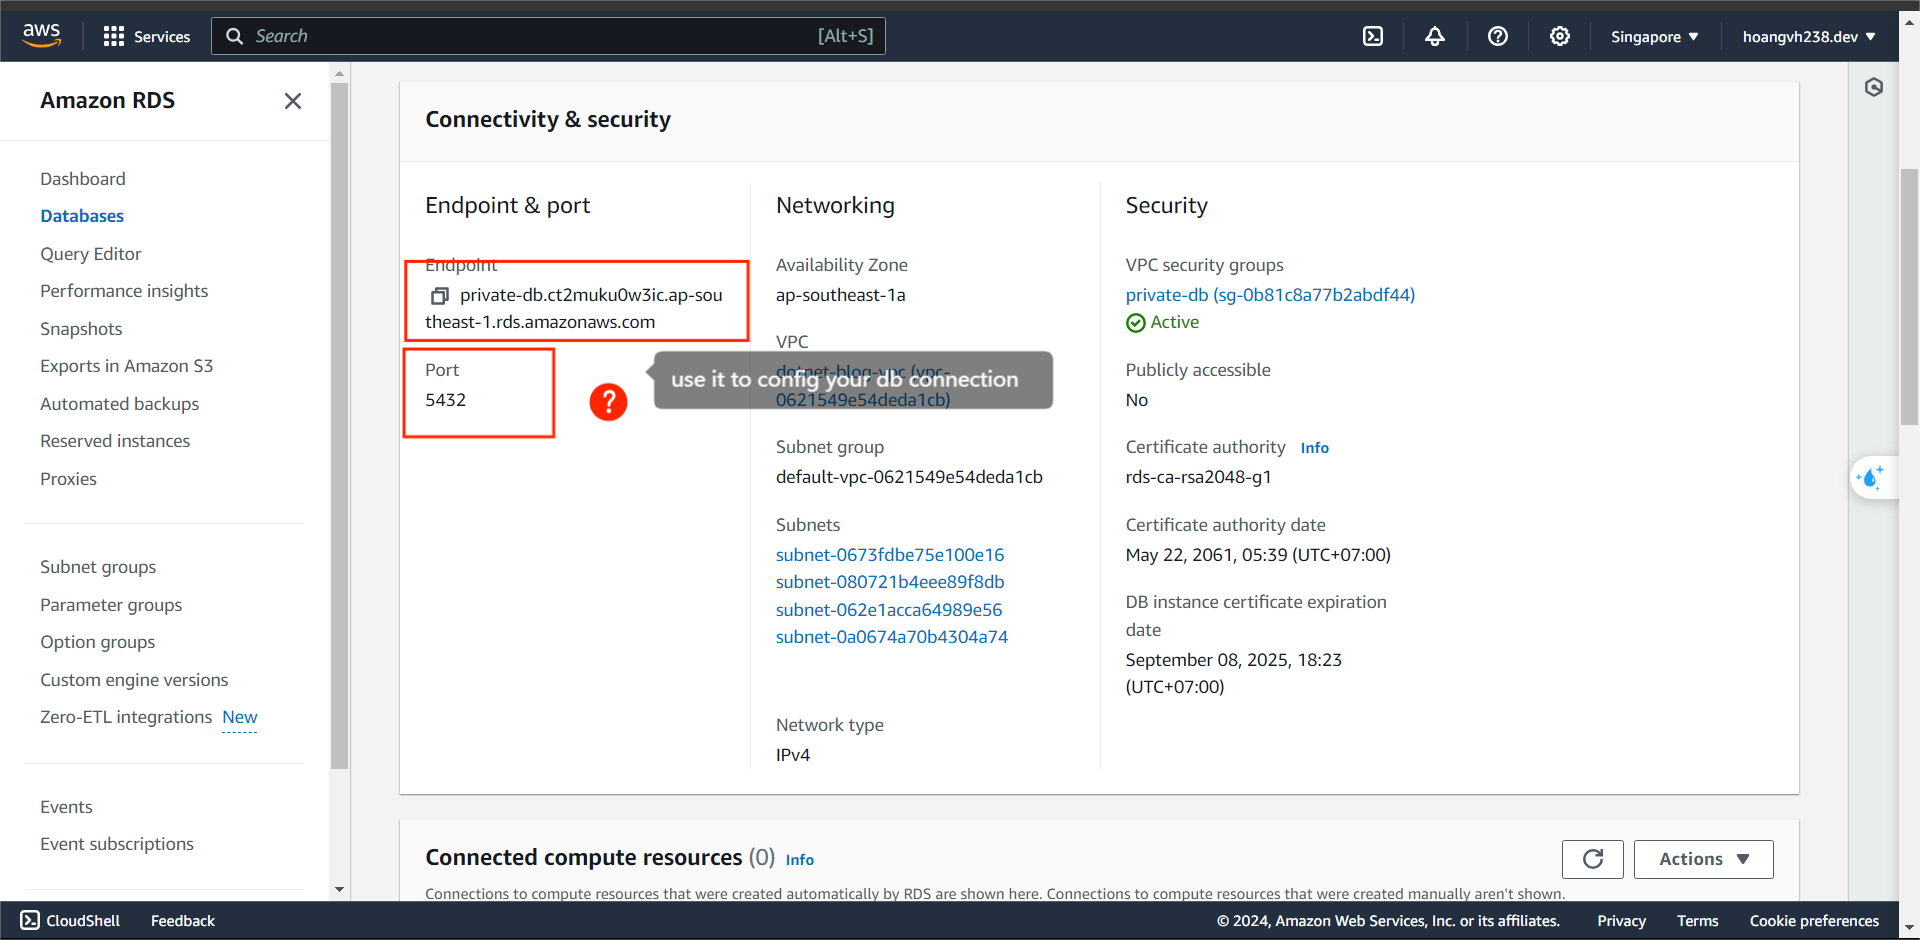 aws
Services
Search
[Alt+S]
Singapore
hoangvh238.dev
Amazon RDS
Dashboard
Databases
Query Editor
Performance insights
Snapshots
Exports in Amazon S3
Automated backups
Reserved instances
Proxies
Subnet groups
Parameter groups
Option groups
Custom engine versions
Zero-ETL integrations New
Events
Event subscriptions
Connectivity & security
Endpoint & port
Endpoint
private-db.ct2muku0w3ic.ap-sou
theast-1.rds.amazonaws.com
Port
5432
?
use it to config your db connection
Networking
Availability Zone
ap-southeast-1a
VPC
dotnet-blog-vpc (vpc-
0621549e54deda1cb)
Subnet group
default-vpc-0621549e54deda1cb
Subnets
subnet-0673fdbe75e100e16
subnet-080721b4eee89f8db
subnet-062e1acca64989e56
subnet-0a0674a70b4304a74
Network type
IPv4
Security
VPC security groups
private-db (sg-0b81c8a77b2abdf44)
Active
Publicly accessible
No
Certificate authority Info
rds-ca-rsa2048-g1
Certificate authority date
May 22, 2061, 05:39 (UTC+07:00)
DB instance certificate expiration
date
September 08, 2025, 18:23
(UTC+07:00)
Connected compute resources (0) Info
Actions
Connections to compute resources that were created automatically by RDS are shown here. Connections to compute resources that were created manually aren't shown.
CloudShell
Feedback
© 2024, Amazon Web Services, Inc. or its affiliates.
Privacy
Terms
Cookie preferences